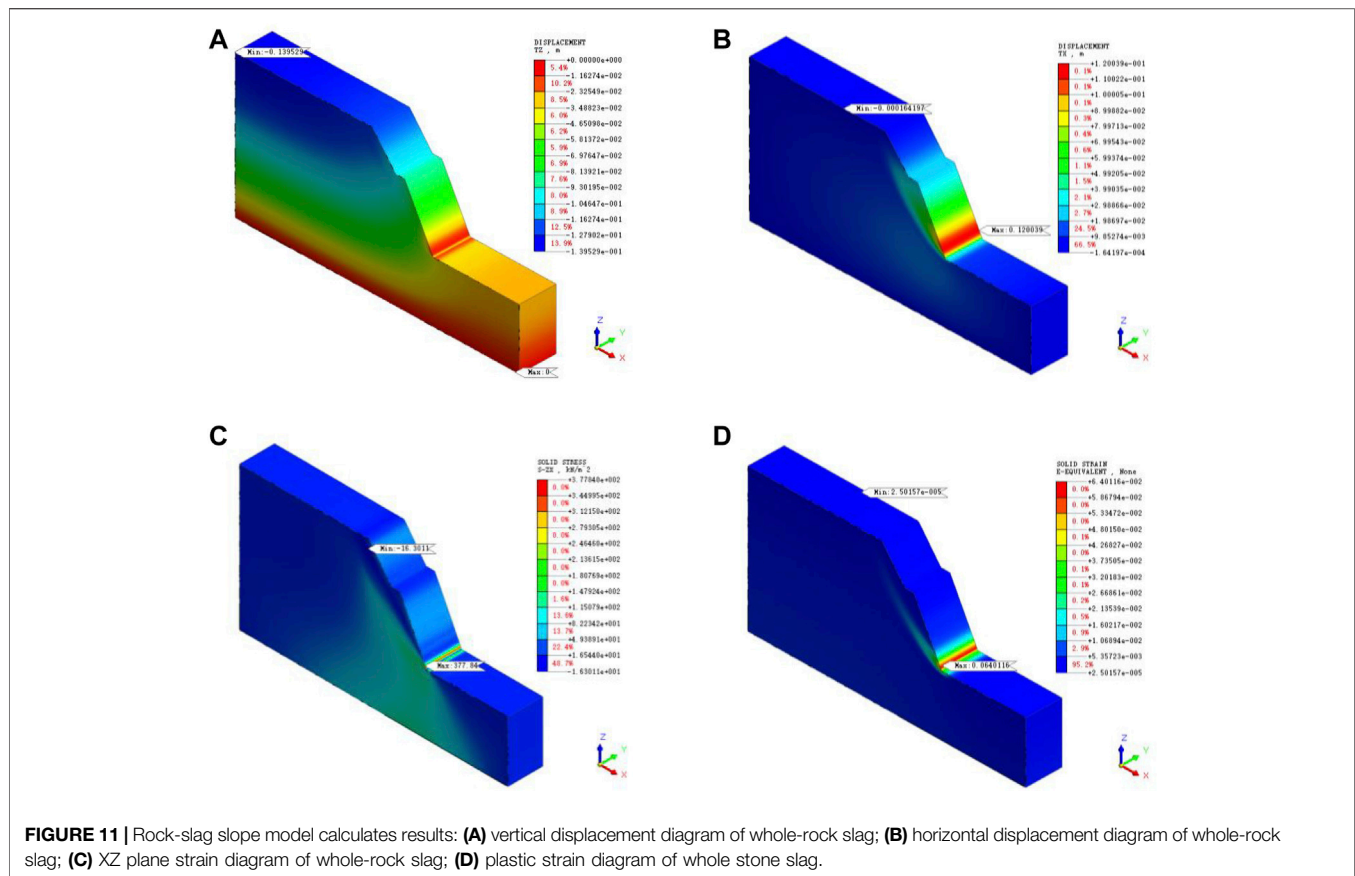 A
Min:-0.139529
DISPLACEMENT
TZ , m
+0.00000e+000
5.4%
-1.16274e-002
10.2%
-2.32549e-002
8.5%
-3.48823e-002
6.0%
-4.65098e-002
6.2%
-5.81372e-002
5.9%
-6.97647e-002
6.9%
-8.13921e-002
7.6%
-9.30195e-002
8.0%
-1.04647e-001
8.9%
-1.16274e-001
12.5%
-1.27902e-001
13.9%
-1.39529e-001
Z
Y
X
Max:0
B
Min:-0.000164197
Max:0.120039
DISPLACEMENT
TX , m
+1.20039e-001
0.1%
+1.10022e-001
0.1%
+1.00005e-001
0.1%
+8.99882e-002
0.3%
+7.99713e-002
0.4%
+6.99543e-002
0.6%
+5.99374e-002
1.1%
+4.99205e-002
1.5%
+3.99035e-002
2.1%
+2.98866e-002
2.7%
+1.98697e-002
24.5%
+9.85274e-003
66.5%
-1.64197e-004
Z
Y
X
C
Min:-16.3011
Max:377.84
SOLID STRESS
S-ZX , kN/m^2
+3.77840e+002
0.0%
+3.44995e+002
0.0%
+3.12150e+002
0.0%
+2.79305e+002
0.0%
+2.46460e+002
0.0%
+2.13615e+002
0.0%
+1.80769e+002
0.0%
+1.47924e+002
1.6%
+1.15079e+002
13.6%
+8.22342e+001
13.7%
+4.93891e+001
22.4%
+1.65440e+001
48.7%
-1.63011e+001
Z
Y
X
D
Min:2.50157e-005
Max:0.0640116
SOLID STRAIN
E-EQUIVALENT , None
+6.40116e-002
0.0%
+5.86794e-002
0.0%
+5.33472e-002
0.0%
+4.80150e-002
0.1%
+4.26827e-002
0.0%
+3.73505e-002
0.1%
+3.20183e-002
0.1%
+2.66861e-002
0.2%
+2.13539e-002
0.5%
+1.60217e-002
0.9%
+1.06894e-002
2.9%
+5.35723e-003
95.2%
+2.50157e-005
Z
Y
X
FIGURE 11 | Rock-slag slope model calculates results: (A) vertical displacement diagram of whole-rock slag; (B) horizontal displacement diagram of whole-rock
slag; (C) XZ plane strain diagram of whole-rock slag; (D) plastic strain diagram of whole stone slag.